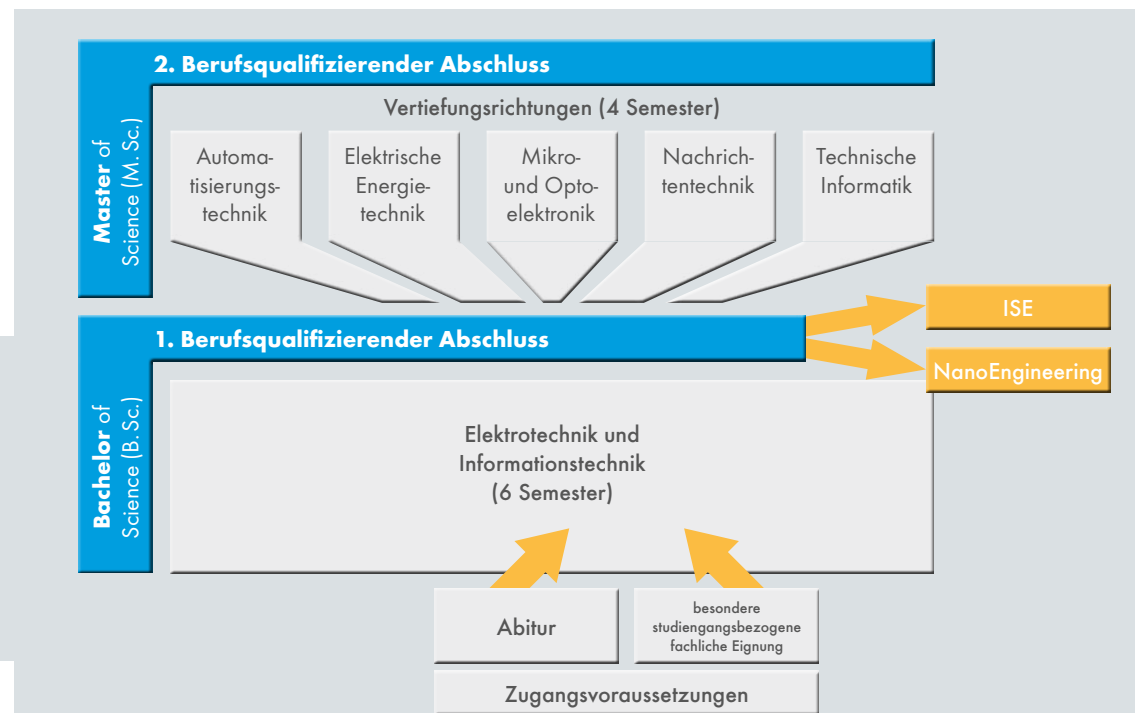 2. Berufsqualifizierender Abschluss
Master of
Science (M. Sc.)
Vertiefungsrichtungen (4 Semester)
Automa-
tisierungs-
technik
Elektrische
Energie-
technik
Mikro-
und Opto-
elektronik
Nachrich-
tentechnik
Technische
Informatik
ISE
NanoEngineering
1. Berufsqualifizierender Abschluss
Bachelor of
Science (B. Sc.)
Elektrotechnik und
Informationstechnik
(6 Semester)
Abitur
besondere
studiengangsbezogene
fachliche Eignung
Zugangsvoraussetzungen